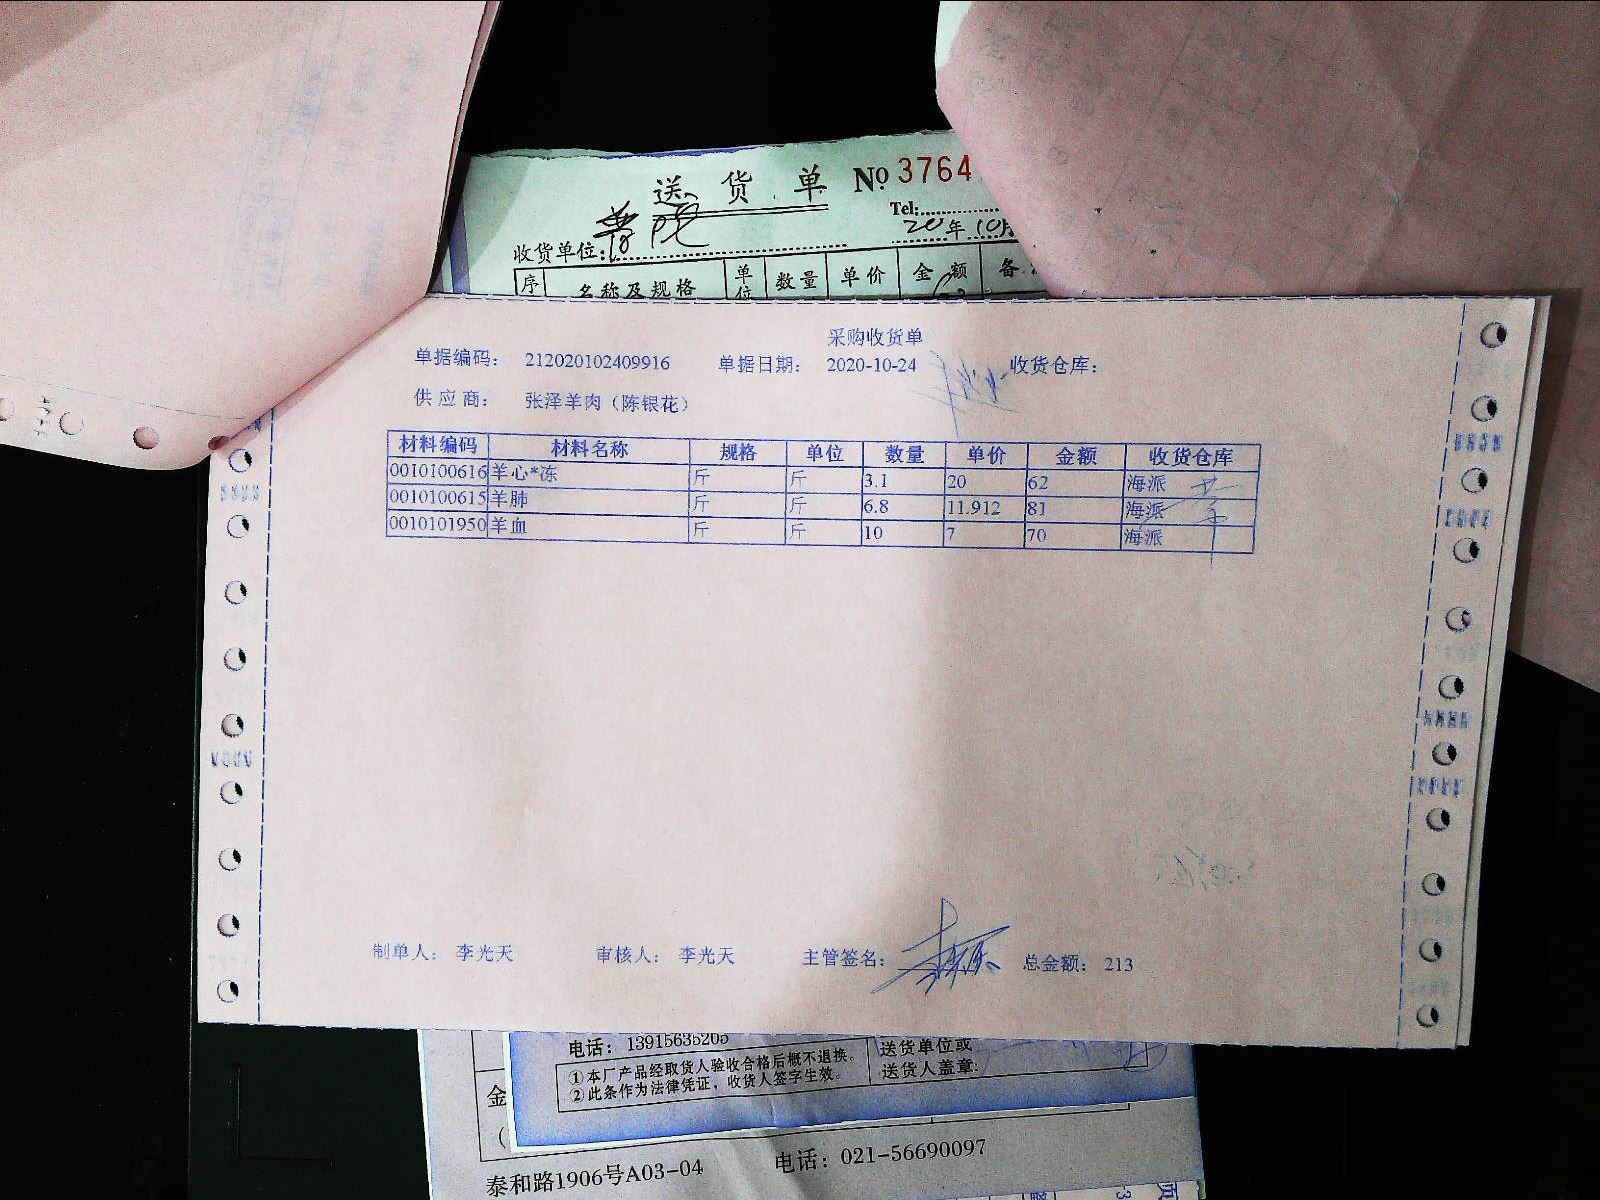 送货单 № 3764
Tel:
20年10月
收货单位:
序 名称及规格 单位 数量 单价 金额 备
采购收货单
单据编码: 212020102409916 单据日期: 2020-10-24 收货仓库:
供应商: 张泽羊肉（陈银花）
材料编码 材料名称 规格 单位 数量 单价 金额 收货仓库
0010100616 羊心*冻 斤 斤 3.1 20 62 海派
0010100615 羊肺 斤 斤 6.8 11.912 81 海派
0010101950 羊血 斤 斤 10 7 70 海派
制单人: 李光天 审核人: 李光天 主管签名: 总金额: 213
电话: 13915635205
①本厂产品经取货人验收合格后概不退换。
②此条作为法律凭证，收货人签字生效。
送货单位或
送货人盖章:
金
泰和路1906号A03-04 电话: 021-56690097